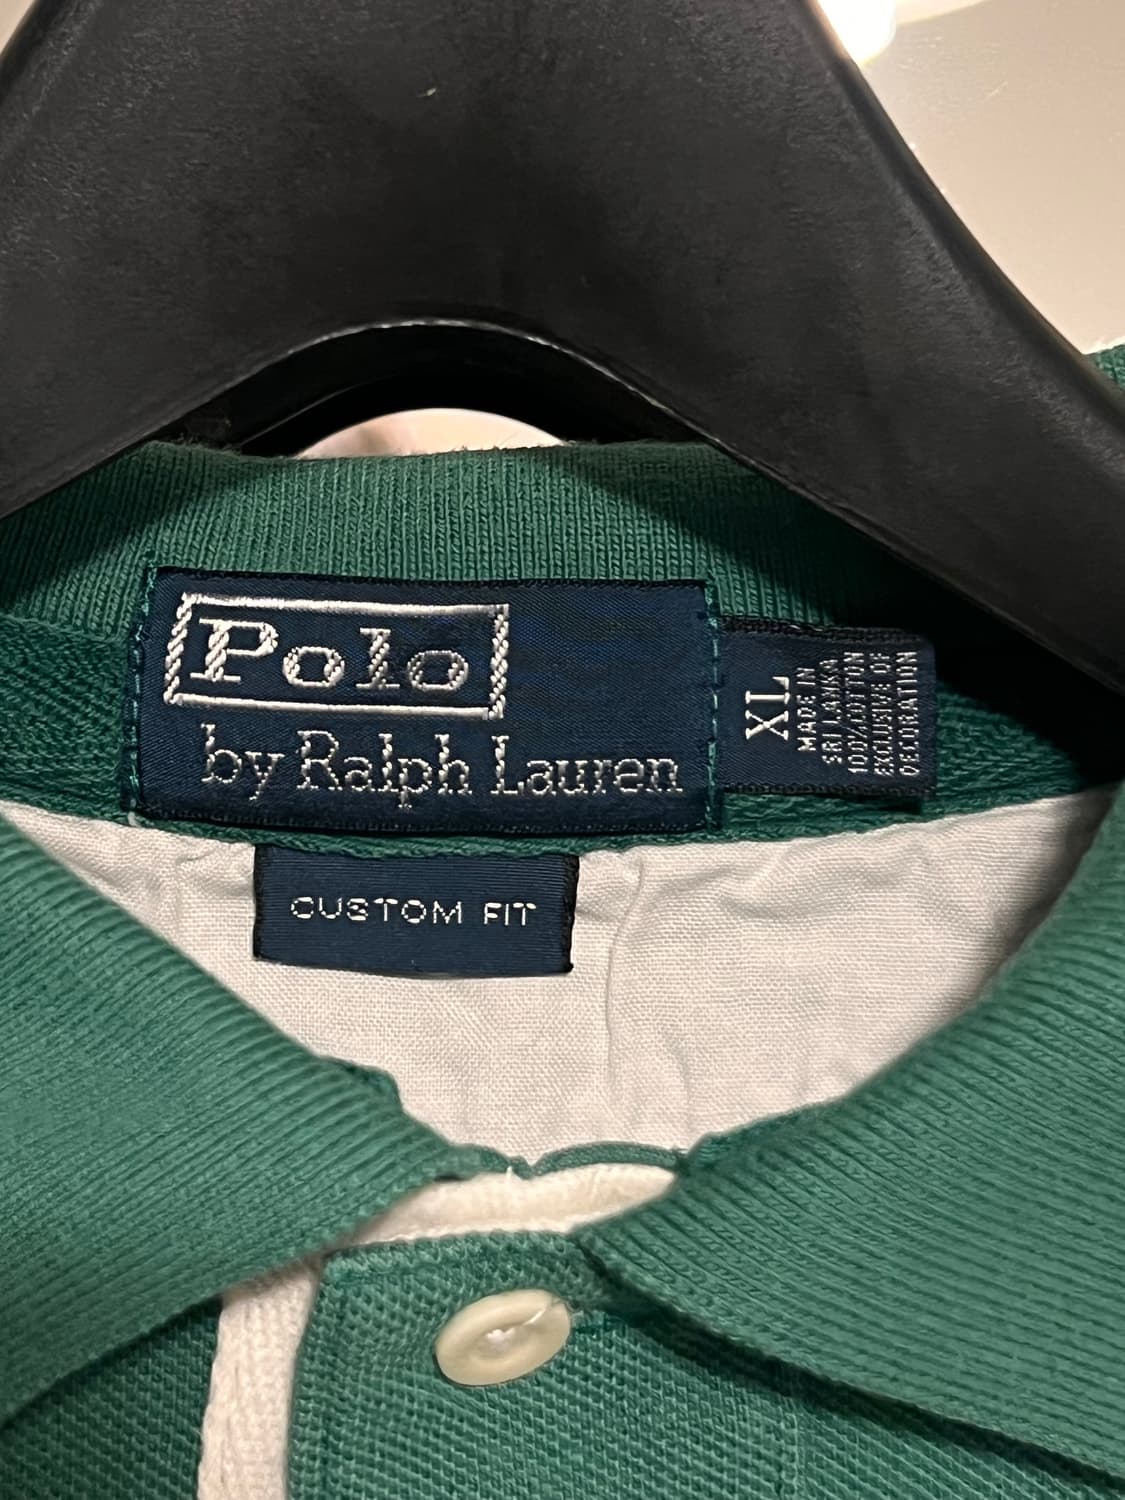 Polo
by Ralph Lauren
XL
MADE IN
SRI LANKA
100%COTTON
EXCLUSIVE OF
DECORATION
CUSTOM FIT